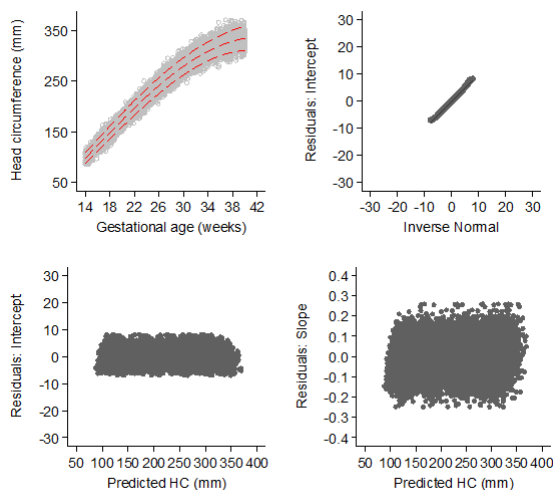 Head circumference (mm)
350
250
150
50
14 18 22 26 30 34 38 42
Gestational age (weeks)
Residuals: Intercept
30
20
10
0
-10
-20
-30
-30 -20 -10 0 10 20 30
Inverse Normal
Residuals: Intercept
30
20
10
0
-10
-20
-30
50 100 150 200 250 300 350 400
Predicted HC (mm)
Residuals: Slope
0.4
0.3
0.2
0.1
0.0
-0.1
-0.2
-0.3
-0.4
50 100 150 200 250 300 350 400
Predicted HC (mm)